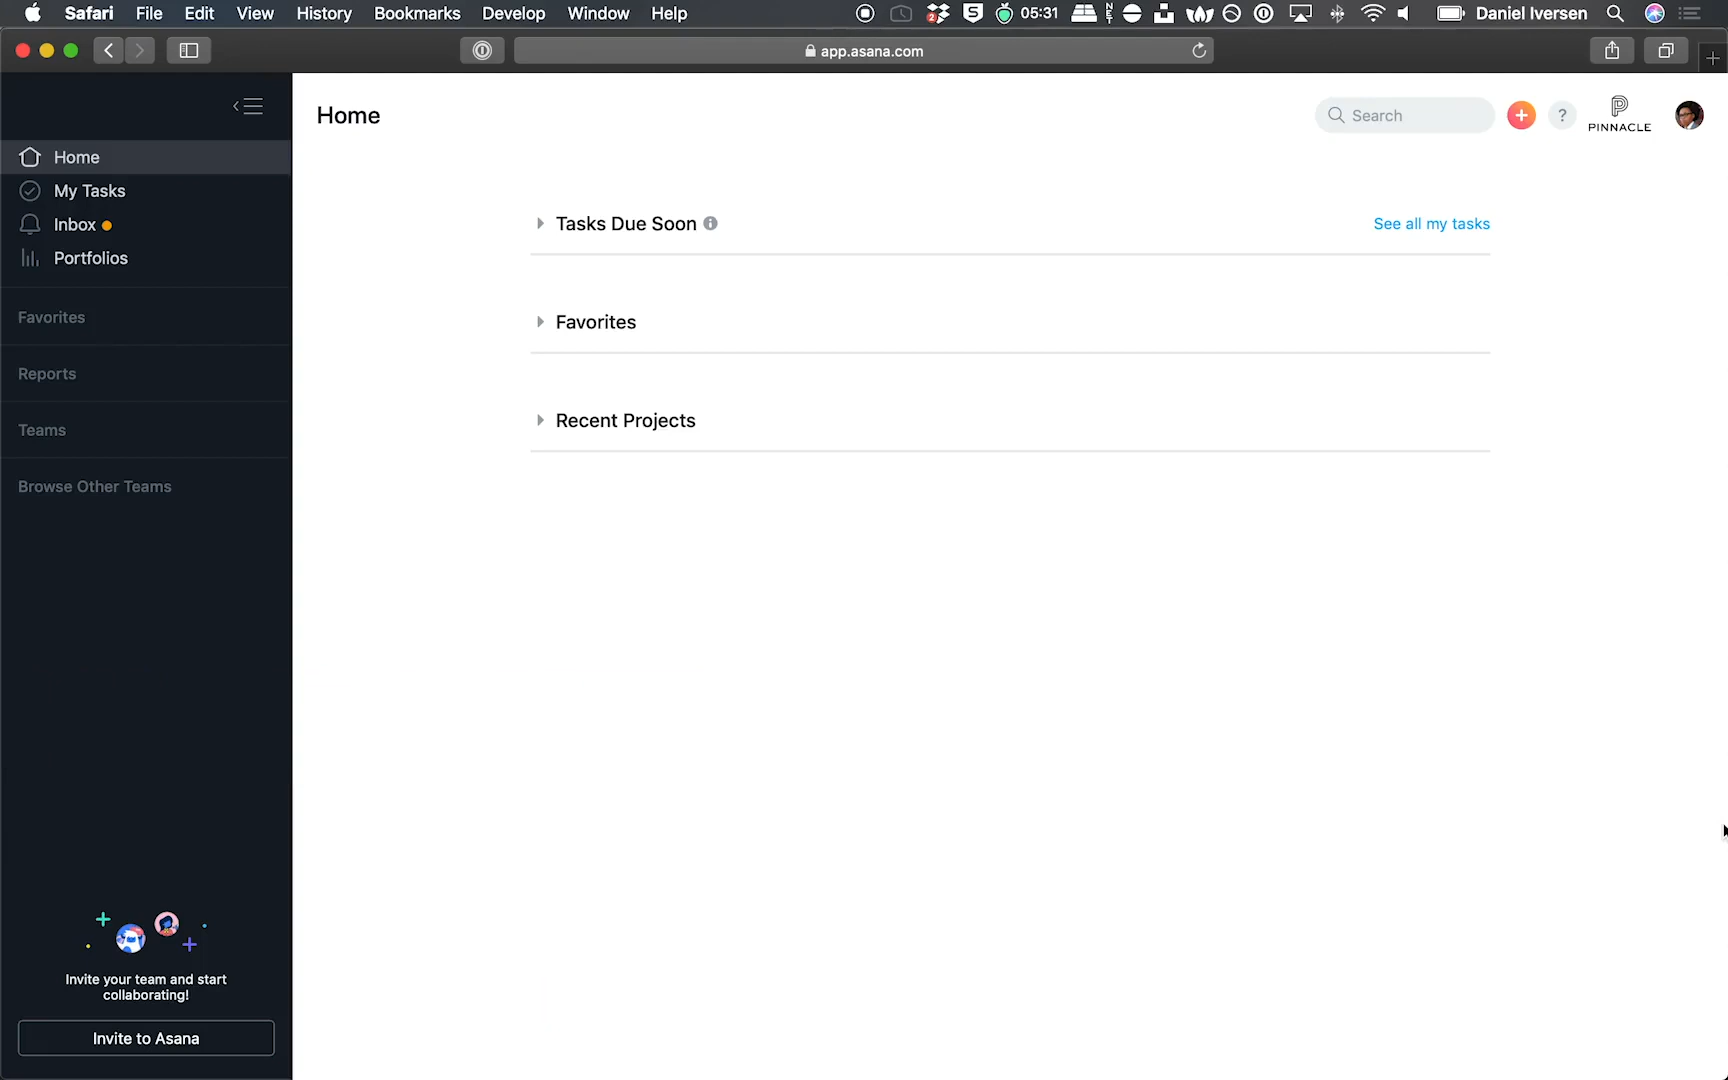 Safari File Edit View History Bookmarks Develop Window Help 05:31 Daniel Iversen
app.asana.com
Home
Search
?
PINNACLE
Home
My Tasks
Inbox
Portfolios
Favorites
Reports
Teams
Browse Other Teams
Tasks Due Soon
See all my tasks
Favorites
Recent Projects
Invite your team and start
collaborating!
Invite to Asana